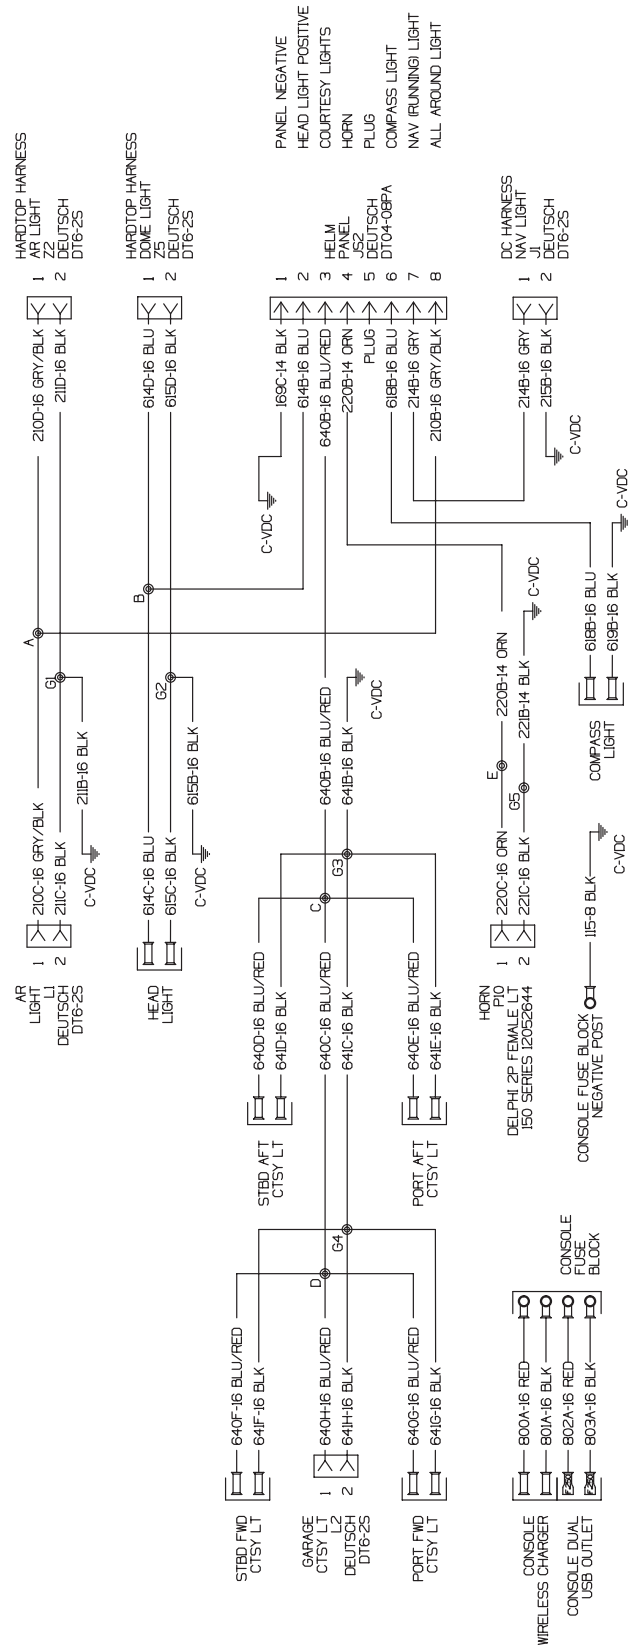 HARDTOP HARNESS
AR LIGHT
Z2
DEUTSCH
DT6-2S
1
2
HARDTOP HARNESS
DOME LIGHT
Z5
DEUTSCH
DT6-2S
1
2
PANEL NEGATIVE
HEAD LIGHT POSITIVE
COURTESY LIGHTS
HORN
PLUG
COMPASS LIGHT
NAV (RUNNING) LIGHT
ALL AROUND LIGHT
HELM
PANEL
JS2
DEUTSCH
DT04-08PA
1
2
3
4
5
6
7
8
DC HARNESS
NAV LIGHT
J1
DEUTSCH
DT6-2S
1
2
210D-16 GRY/BLK
211D-16 BLK
614D-16 BLU
615D-16 BLK
169C-14 BLK
614B-16 BLU
640B-16 BLU/RED
220B-14 ORN
PLUG
618B-16 BLU
214B-16 GRY
210B-16 GRY/BLK
214B-16 GRY
215B-16 BLK
C-VDC
C-VDC
A
B
G1
G2
211B-16 BLK
C-VDC
615B-16 BLK
C-VDC
640B-16 BLU/RED
641B-16 BLK
C-VDC
220B-14 ORN
221B-14 BLK
C-VDC
618B-16 BLU
619B-16 BLK
C-VDC
COMPASS
LIGHT
E
G5
210C-16 GRY/BLK
211C-16 BLK
1
2
AR
LIGHT
L1
DEUTSCH
DT6-2S
614C-16 BLU
615C-16 BLK
HEAD
LIGHT
C
G3
640D-16 BLU/RED
641D-16 BLK
640C-16 BLU/RED
641C-16 BLK
640E-16 BLU/RED
641E-16 BLK
STBD AFT
CTSY LT
PORT AFT
CTSY LT
220C-16 ORN
221C-16 BLK
1
2
HORN
P10
DELPHI 2P FEMALE LT
150 SERIES 12052644
115-8 BLK
C-VDC
CONSOLE FUSE BLOCK
NEGATIVE POST
D
G4
640F-16 BLU/RED
641F-16 BLK
640H-16 BLU/RED
641H-16 BLK
640G-16 BLU/RED
641G-16 BLK
STBD FWD
CTSY LT
1
2
GARAGE
CTSY LT
L2
DEUTSCH
DT6-2S
PORT FWD
CTSY LT
CONSOLE
FUSE
BLOCK
800A-16 RED
801A-16 BLK
802A-16 RED
803A-16 BLK
F250
F250
CONSOLE
WIRELESS CHARGER
CONSOLE DUAL
USB OUTLET